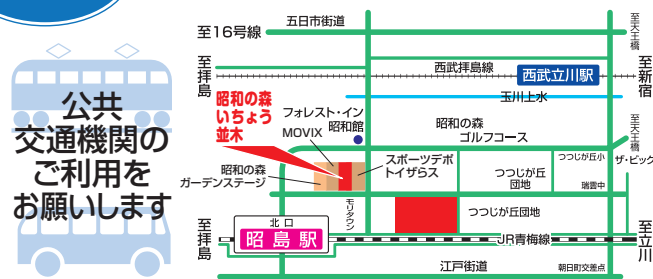 公共
交通機関の
ご利用を
お願いします
五日市街道
至16号線
至天王橋
至拝島
西武拝島線
西武立川駅
至新宿
玉川上水
昭和の森
いちょう
並木
フォレスト・イン
昭和館
MOVIX
昭和の森
ゴルフコース
至天王橋
スポーツデポ
トイザらス
つつじが丘小
ザ・ビッグ
昭和の森
ガーデンステージ
つつじが丘
団地
瑞雲中
モリタウン
つつじが丘団地
至拝島
北口
昭島駅
JR青梅線
至立川
江戸街道
朝日町交差点